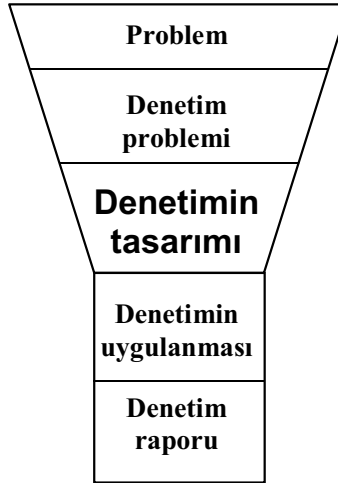 Problem
Denetim
problemi
Denetimin
tasarımı
Denetimin
uygulanması
Denetim
raporu